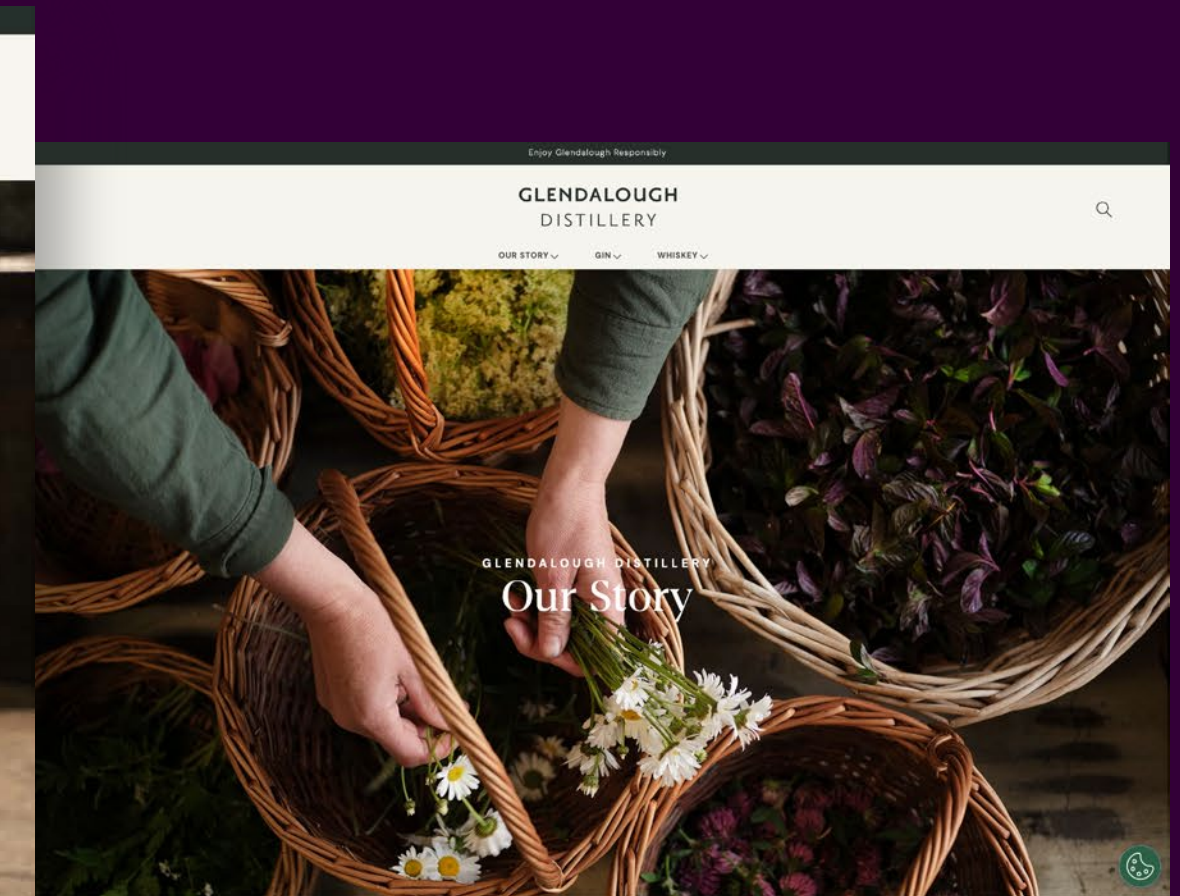 Enjoy Glendalough Responsibly
GLENDALOUGH
DISTILLERY
OUR STORY
GIN
WHISKEY
GLENDALOUGH DISTILLERY
Our Story